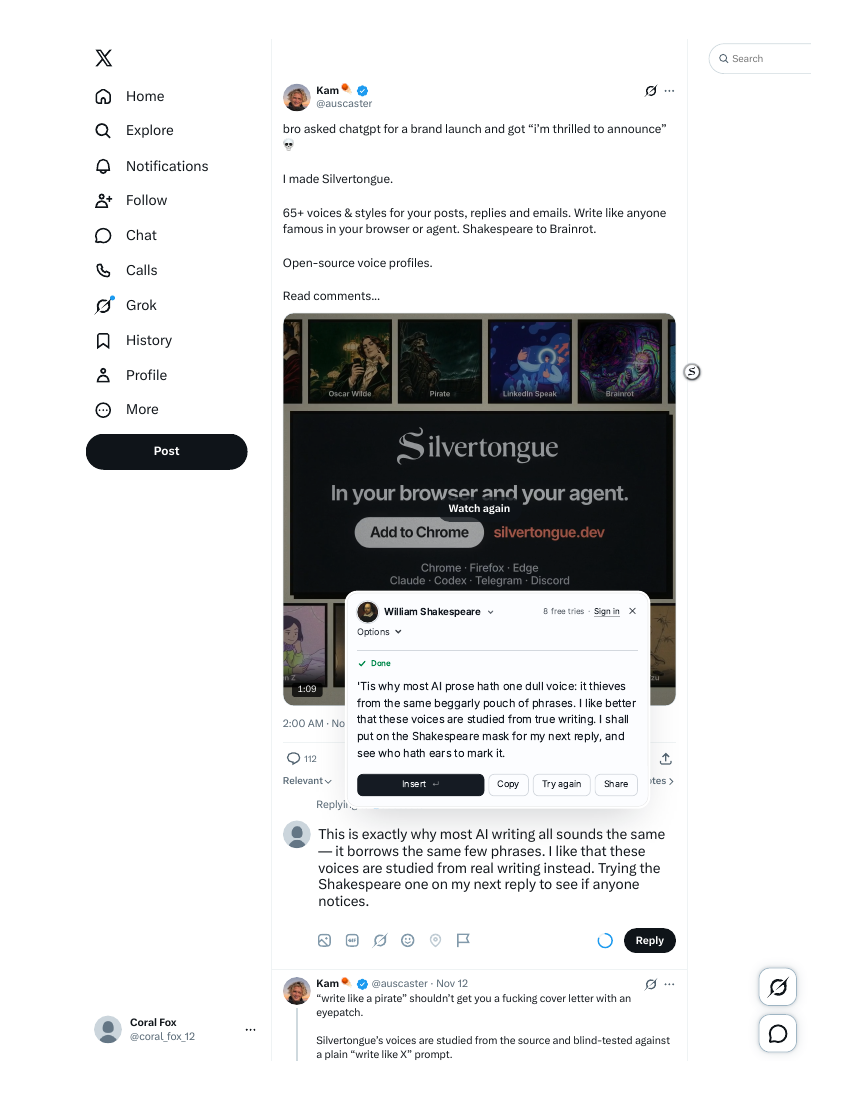 Search
Home
Explore
Notifications
Follow
Chat
Calls
Grok
History
Profile
More
Post
Kam
@auscaster
bro asked chatgpt for a brand launch and got “i’m thrilled to announce”
💀
I made Silvertongue.
65+ voices & styles for your posts, replies and emails. Write like anyone
famous in your browser or agent. Shakespeare to Brainrot.
Open-source voice profiles.
Read comments...
Oscar Wilde
Pirate
LinkedIn Speak
Brainrot
S
Silvertongue
In your browser and your agent.
Watch again
Add to Chrome silvertongue.dev
Chrome · Firefox · Edge
Claude · Codex · Telegram · Discord
1:09
William Shakespeare
8 free tries · Sign in
Options
Done
'Tis why most AI prose hath one dull voice: it thieves
from the same beggarly pouch of phrases. I like better
that these voices are studied from true writing. I shall
put on the Shakespeare mask for my next reply, and
see who hath ears to mark it.
Insert
Copy
Try again
Share
2:00 AM · No
112
Relevant
Replying
This is exactly why most AI writing all sounds the same
— it borrows the same few phrases. I like that these
voices are studied from real writing instead. Trying the
Shakespeare one on my next reply to see if anyone
notices.
GIF
Reply
Kam @auscaster · Nov 12
“write like a pirate” shouldn’t get you a fucking cover letter with an
eyepatch.
Silvertongue’s voices are studied from the source and blind-tested against
a plain “write like X” prompt.
Coral Fox
@coral_fox_12